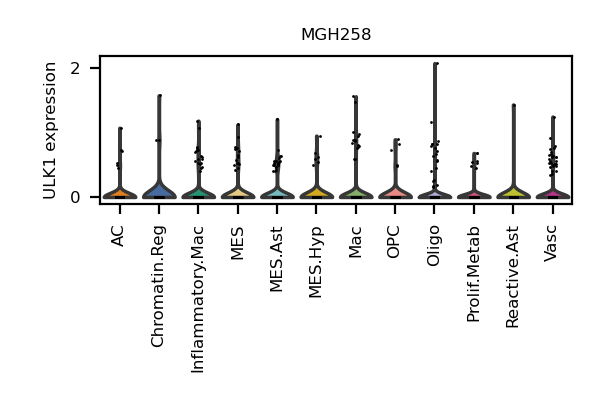 MGH258
ULK1 expression
2
0
AC
Chromatin.Reg
Inflammatory.Mac
MES
MES.Ast
MES.Hyp
Mac
OPC
Oligo
Prolif.Metab
Reactive.Ast
Vasc